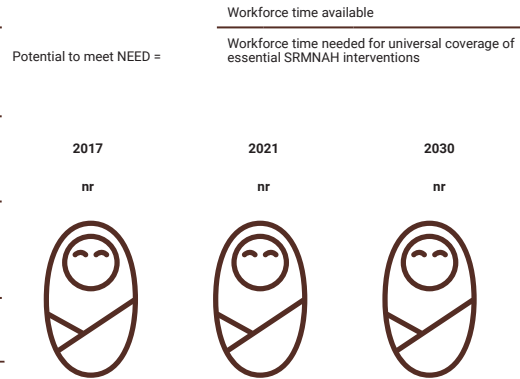 Workforce time available
Potential to meet NEED =
Workforce time needed for universal coverage of
essential SRMNAH interventions
2017 2021 2030
nr nr nr